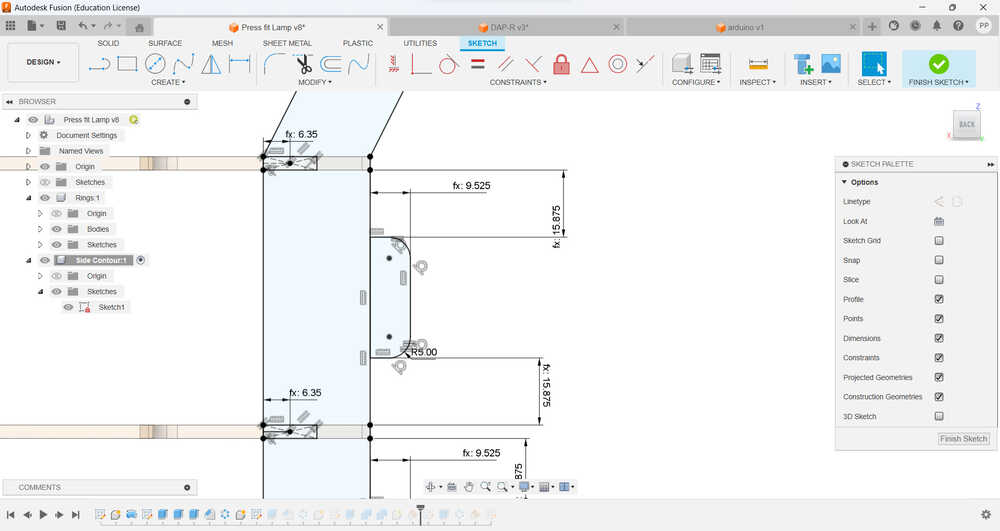 Autodesk Fusion (Education License)
Press fit Lamp v8*
DAP-R v3*
arduino v1
PP
DESIGN
SOLID
SURFACE
MESH
SHEET METAL
PLASTIC
UTILITIES
SKETCH
CREATE
MODIFY
CONSTRAINTS
CONFIGURE
INSPECT
INSERT
SELECT
FINISH SKETCH
BROWSER
Press fit Lamp v8
Document Settings
Named Views
Origin
Sketches
Rings:1
Origin
Bodies
Sketches
Side Contour:1
Origin
Sketches
Sketch1
fx: 6.35
fx: 9.525
fx: 15.875
R5.00
fx: 15.875
fx: 6.35
fx: 9.525
875
Z
BACK
X
SKETCH PALETTE
Options
Linetype
Look At
Sketch Grid
Snap
Slice
Profile
Points
Dimensions
Constraints
Projected Geometries
Construction Geometries
3D Sketch
Finish Sketch
COMMENTS